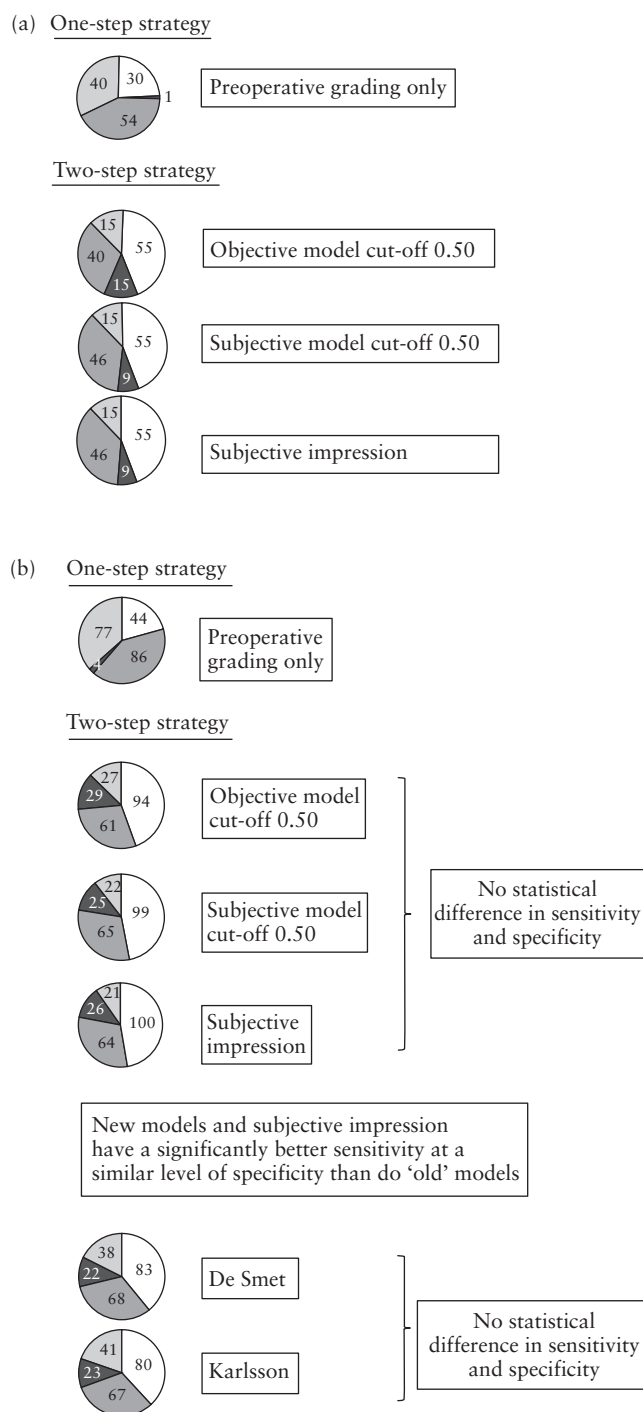 (a) One-step strategy
40 30
1
54
Preoperative grading only
Two-step strategy
15
40 55
15
Objective model cut-off 0.50
15
46 55
9
Subjective model cut-off 0.50
15
46 55
9
Subjective impression
(b) One-step strategy
77 44
4 86
Preoperative
grading only
Two-step strategy
27
29 94
61
Objective model
cut-off 0.50
22
25 99
65
Subjective model
cut-off 0.50
21
26 100
64
Subjective
impression
No statistical
difference in sensitivity
and specificity
New models and subjective impression
have a significantly better sensitivity at a
similar level of specificity than do ‘old’ models
38
22 83
68
De Smet
41
23 80
67
Karlsson
No statistical
difference in sensitivity
and specificity